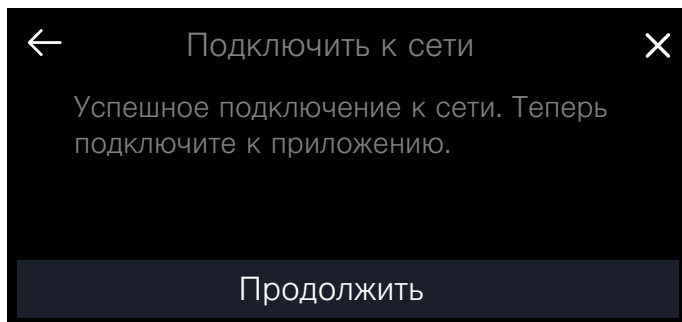 Подключить к сети
Успешное подключение к сети. Теперь
подключите к приложению.
Продолжить